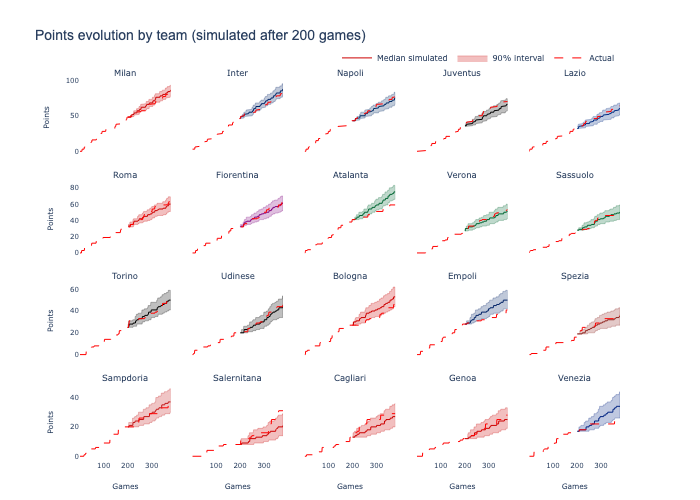 Points evolution by team (simulated after 200 games)
Median simulated 90% interval Actual
Milan Inter Napoli Juventus Lazio
100
50
0
Points
Roma Fiorentina Atalanta Verona Sassuolo
80
60
40
20
0
Points
Torino Udinese Bologna Empoli Spezia
60
40
20
0
Points
Sampdoria Salernitana Cagliari Genoa Venezia
40
20
0
Points
100 200 300 100 200 300 100 200 300 100 200 300 100 200 300
Games Games Games Games Games